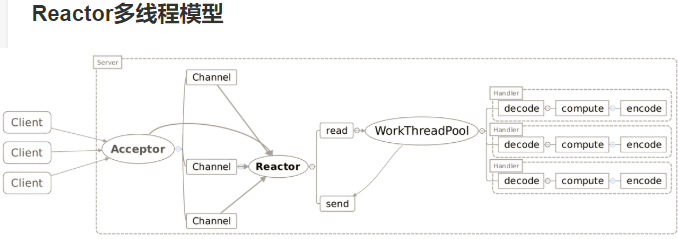 Reactor多线程模型
Server
Client
Client
Client
Acceptor
Channel
Channel
Channel
Reactor
read
send
WorkThreadPool
Handler
decode
compute
encode
Handler
decode
compute
encode
Handler
decode
compute
encode